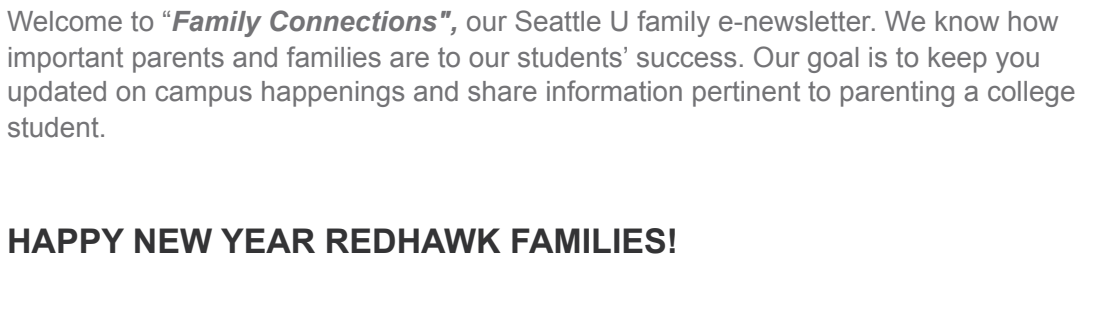 Welcome to “Family Connections", our Seattle U family e-newsletter. We know how
important parents and families are to our students’ success. Our goal is to keep you
updated on campus happenings and share information pertinent to parenting a college
student.
HAPPY NEW YEAR REDHAWK FAMILIES!